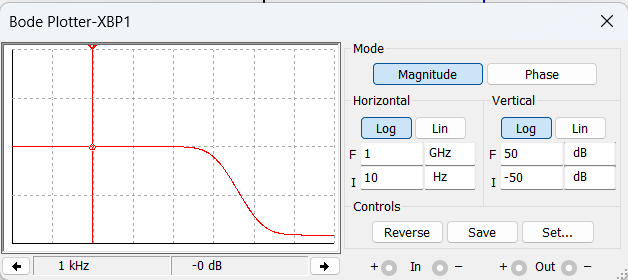 Bode Plotter-XBP1
Mode
Magnitude Phase
Horizontal Vertical
Log Lin Log Lin
F 1 GHz F 50 dB
I 10 Hz I -50 dB
Controls
Reverse Save Set...
1 kHz -0 dB
+ In - + Out -